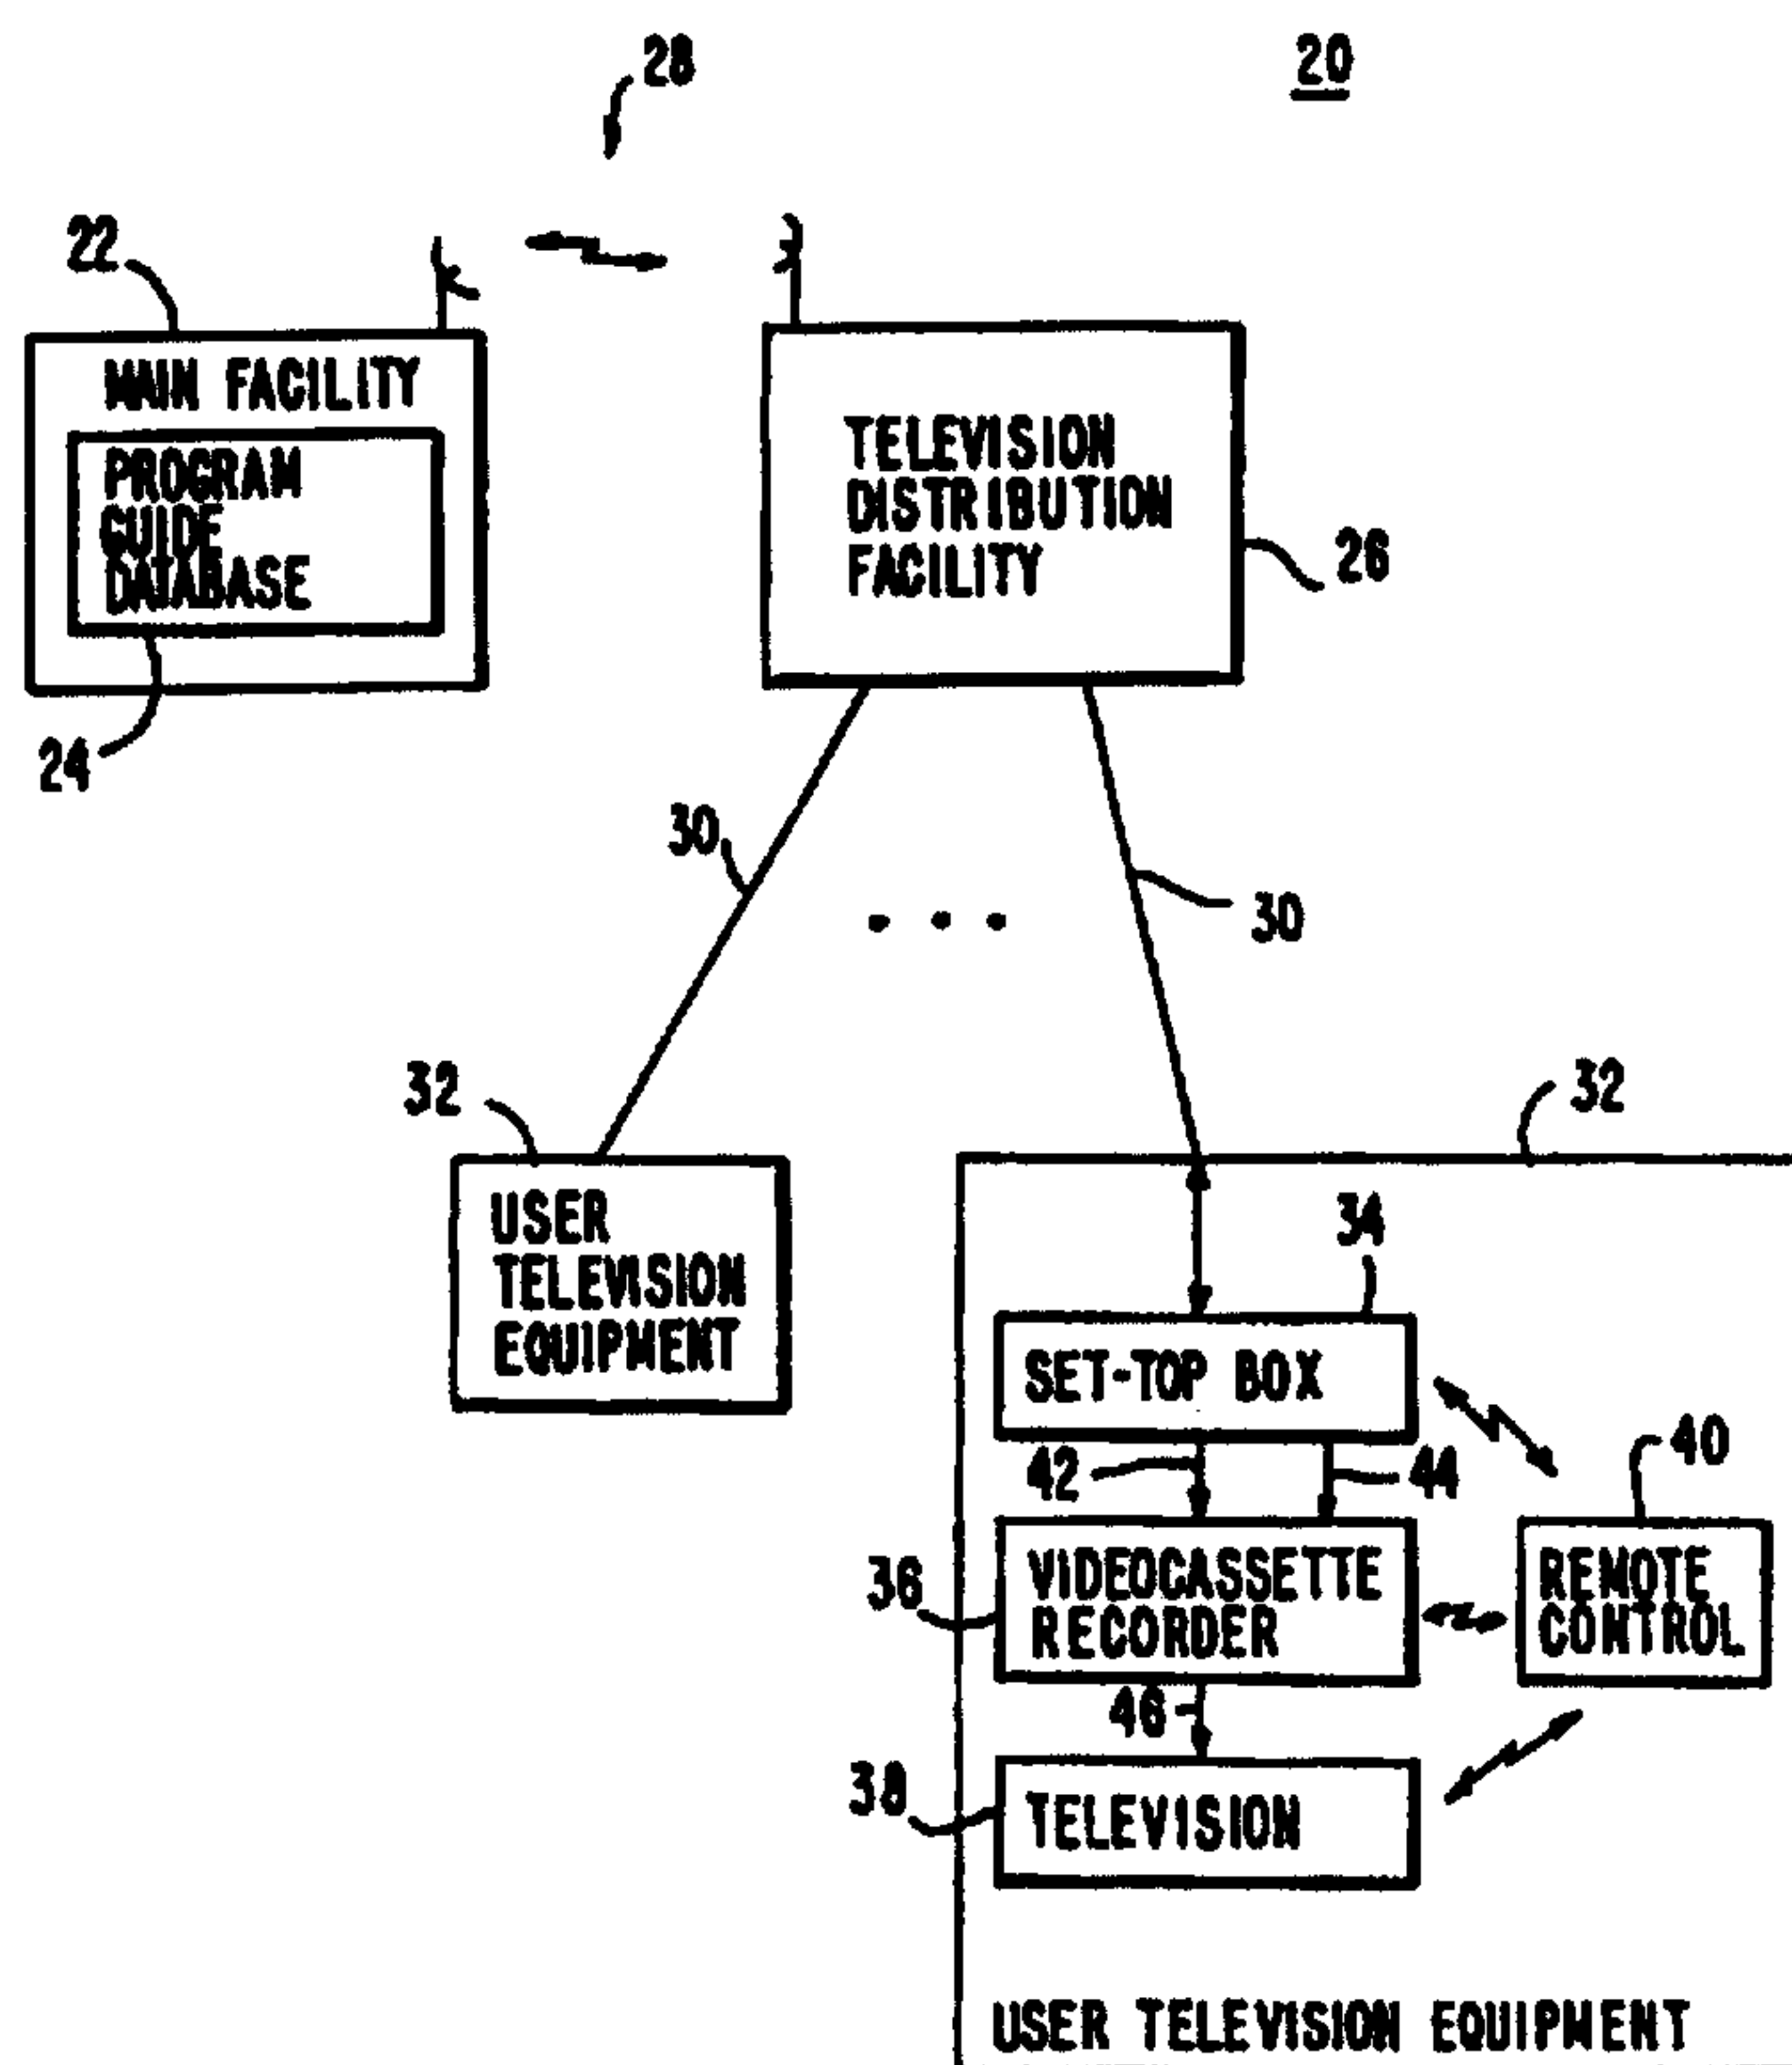 28
20
22
MAIN FACILITY
PROGRAM
GUIDE
DATABASE
24
TELEVISION
DISTRIBUTION
FACILITY
26
30
30
32
USER
TELEVISION
EQUIPMENT
32
34
SET-TOP BOX
42
44
40
36
VIDEOCASSETTE
RECORDER
REMOTE
CONTROL
46
38
TELEVISION
USER TELEVISION EQUIPMENT